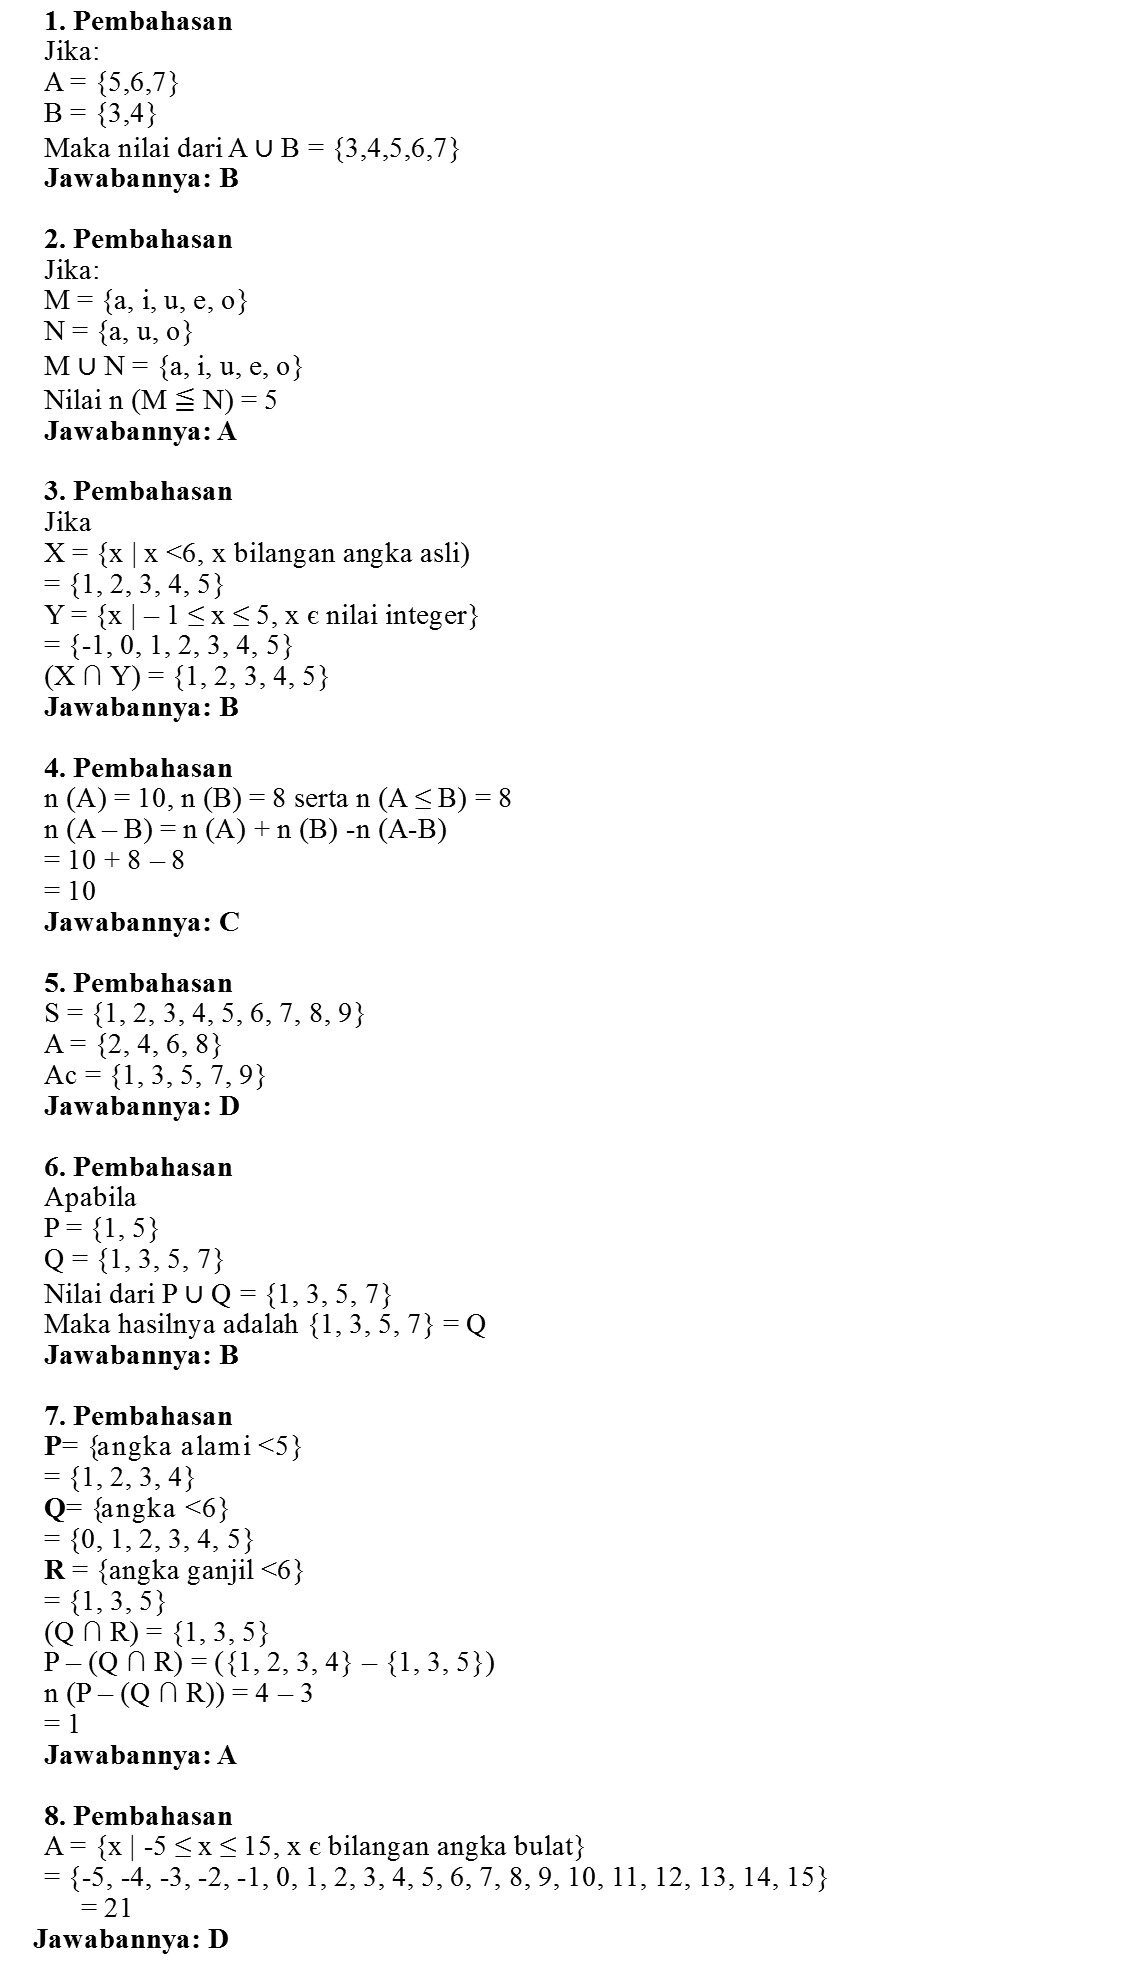 1. Pembahasan
Jika:
A = {5,6,7}
B = {3,4}
Maka nilai dari A ∪ B = {3,4,5,6,7}
Jawabannya: B
2. Pembahasan
Jika:
M = {a, i, u, e, o}
N = {a, u, o}
M ∪ N = {a, i, u, e, o}
Nilai n (M ≦ N) = 5
Jawabannya: A
3. Pembahasan
Jika
X = {x | x <6, x bilangan angka asli)
= {1, 2, 3, 4, 5}
Y = {x | – 1 ≤ x ≤ 5, x є nilai integer}
= {-1, 0, 1, 2, 3, 4, 5}
(X ∩ Y) = {1, 2, 3, 4, 5}
Jawabannya: B
4. Pembahasan
n (A) = 10, n (B) = 8 serta n (A ≤ B) = 8
n (A – B) = n (A) + n (B) -n (A-B)
= 10 + 8 – 8
= 10
Jawabannya: C
5. Pembahasan
S = {1, 2, 3, 4, 5, 6, 7, 8, 9}
A = {2, 4, 6, 8}
Ac = {1, 3, 5, 7, 9}
Jawabannya: D
6. Pembahasan
Apabila
P = {1, 5}
Q = {1, 3, 5, 7}
Nilai dari P ∪ Q = {1, 3, 5, 7}
Maka hasilnya adalah {1, 3, 5, 7} = Q
Jawabannya: B
7. Pembahasan
P= {angka alami <5}
= {1, 2, 3, 4}
Q= {angka <6}
= {0, 1, 2, 3, 4, 5}
R = {angka ganjil <6}
= {1, 3, 5}
(Q ∩ R) = {1, 3, 5}
P – (Q ∩ R) = ({1, 2, 3, 4} – {1, 3, 5})
n (P – (Q ∩ R)) = 4 – 3
= 1
Jawabannya: A
8. Pembahasan
A = {x | -5 ≤ x ≤ 15, x є bilangan angka bulat}
= {-5, -4, -3, -2, -1, 0, 1, 2, 3, 4, 5, 6, 7, 8, 9, 10, 11, 12, 13, 14, 15}
= 21
Jawabannya: D